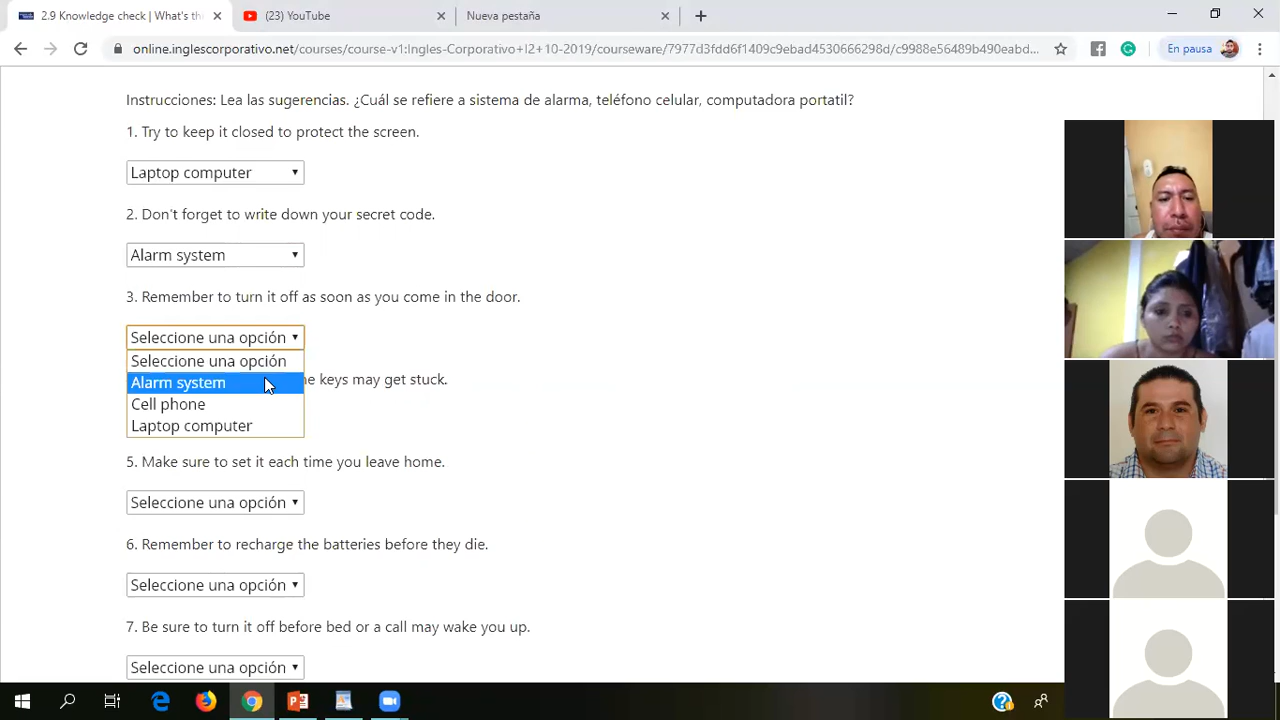 2.9 Knowledge check | What's th
(23) YouTube
Nueva pestaña
online.inglescorporativo.net/courses/course-v1:Ingles-Corporativo+I2+10-2019/courseware/7977d3fdd6f1409c9ebad4530666298d/c9988e56489b490eabd...
En pausa
Instrucciones: Lea las sugerencias. ¿Cuál se refiere a sistema de alarma, teléfono celular, computadora portatil?
1. Try to keep it closed to protect the screen.
Laptop computer
2. Don't forget to write down your secret code.
Alarm system
3. Remember to turn it off as soon as you come in the door.
Seleccione una opción
Seleccione una opción
Alarm system
keys may get stuck.
Cell phone
Laptop computer
5. Make sure to set it each time you leave home.
Seleccione una opción
6. Remember to recharge the batteries before they die.
Seleccione una opción
7. Be sure to turn it off before bed or a call may wake you up.
Seleccione una opción